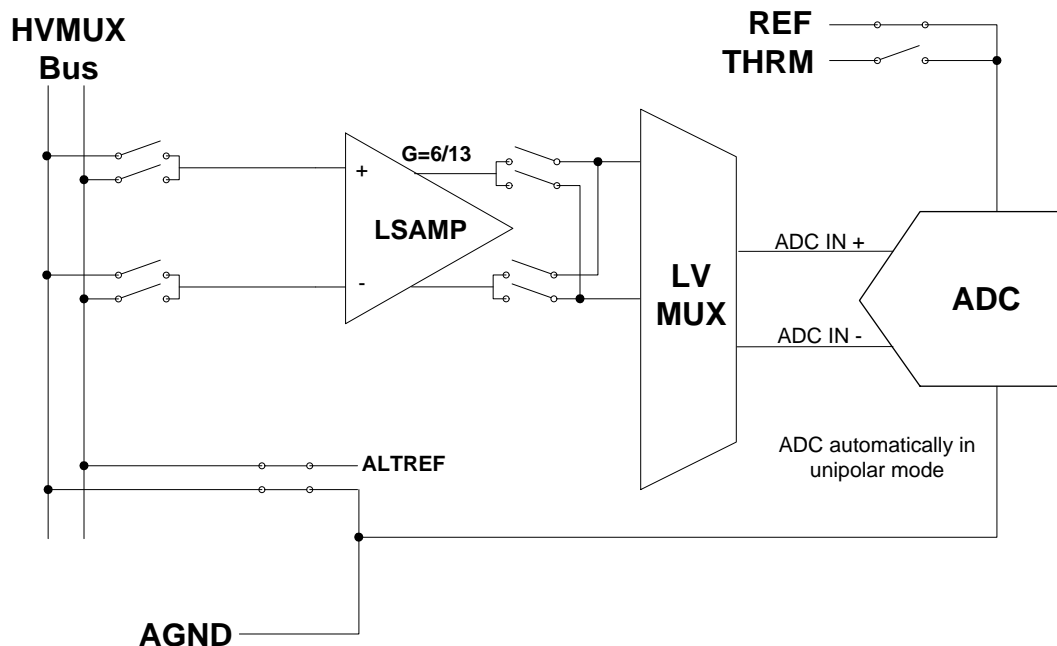 HVMUX
Bus
REF
THRM
G=6/13
+
LSAMP
-
LV
MUX
ADC IN +
ADC IN -
ADC
ADC automatically in
unipolar mode
ALTREF
AGND